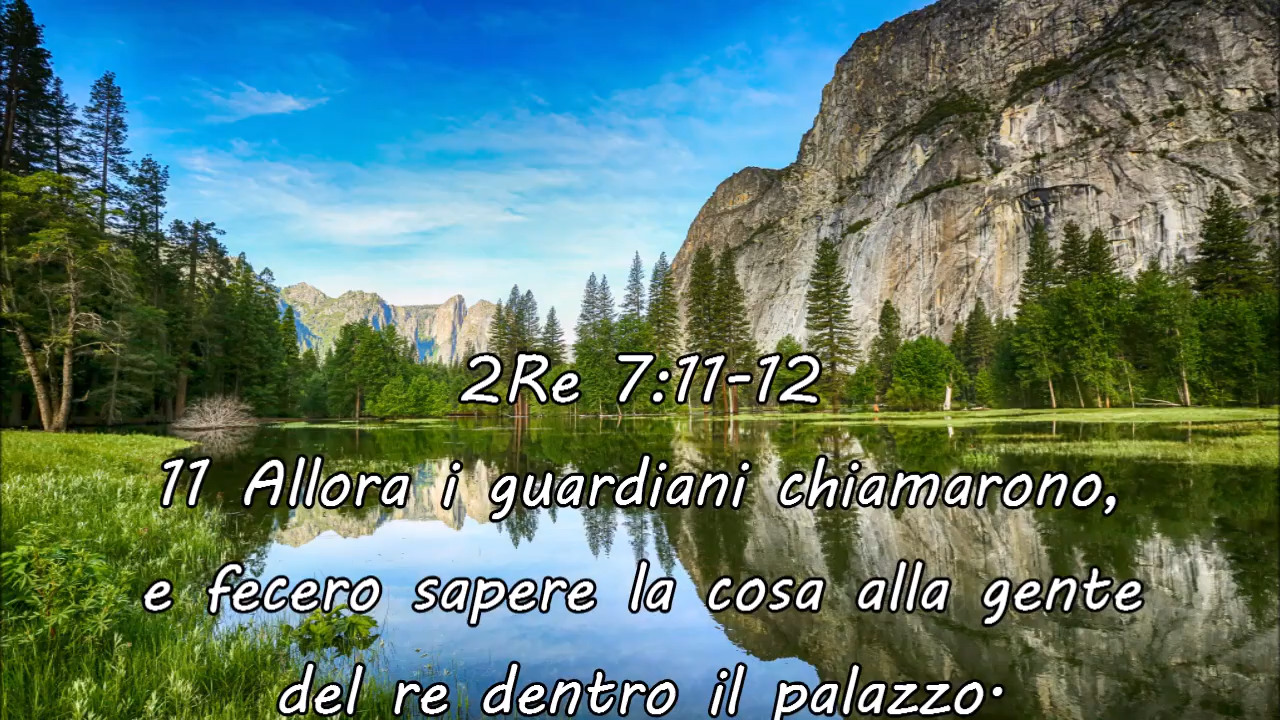 2Re 7:11-12
11 Allora i guardiani chiamarono,
e fecero sapere la cosa alla gente
del re dentro il palazzo.